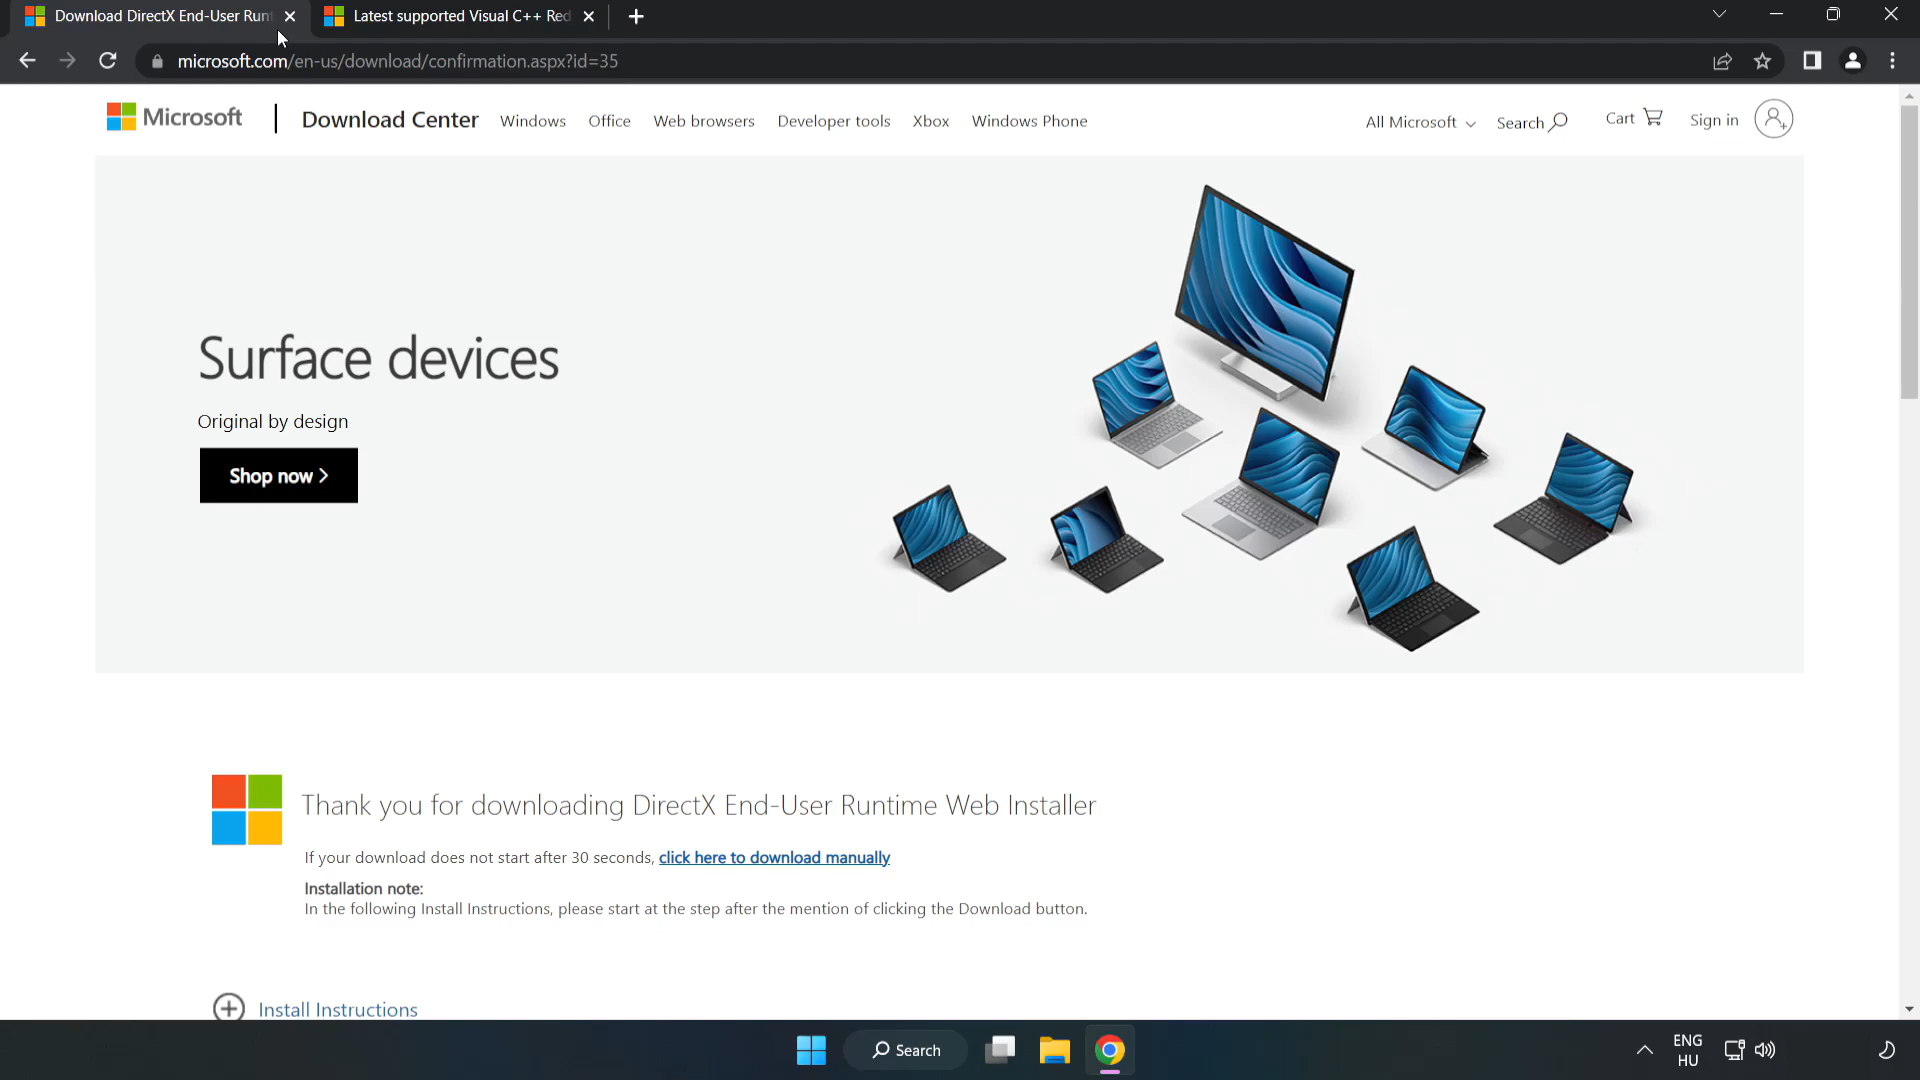 Download DirectX End-User Runt
Latest supported Visual C++ Red
microsoft.com/en-us/download/confirmation.aspx?id=35
Microsoft
Download Center
Windows
Office
Web browsers
Developer tools
Xbox
Windows Phone
All Microsoft
Search
Cart
Sign in
Surface devices
Original by design
Shop now
Thank you for downloading DirectX End-User Runtime Web Installer
If your download does not start after 30 seconds, click here to download manually
Installation note:
In the following Install Instructions, please start at the step after the mention of clicking the Download button.
Install Instructions
Search
ENG
HU